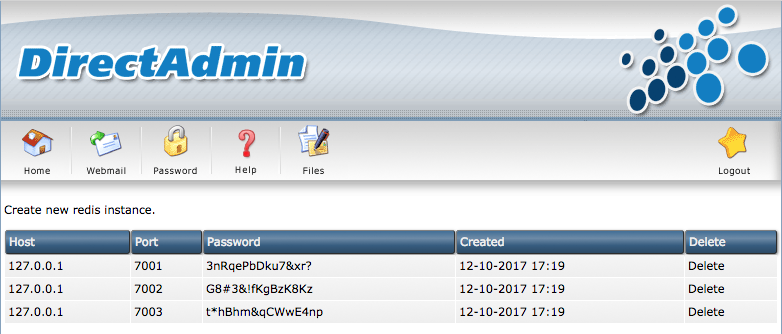 DirectAdmin
Home Webmail Password Help Files Logout
Create new redis instance.
Host Port Password Created Delete
127.0.0.1 7001 3nRqePbDku7&xr? 12-10-2017 17:19 Delete
127.0.0.1 7002 G8#3&!fKgBzK8Kz 12-10-2017 17:19 Delete
127.0.0.1 7003 t*hBhm&qCWwE4np 12-10-2017 17:19 Delete